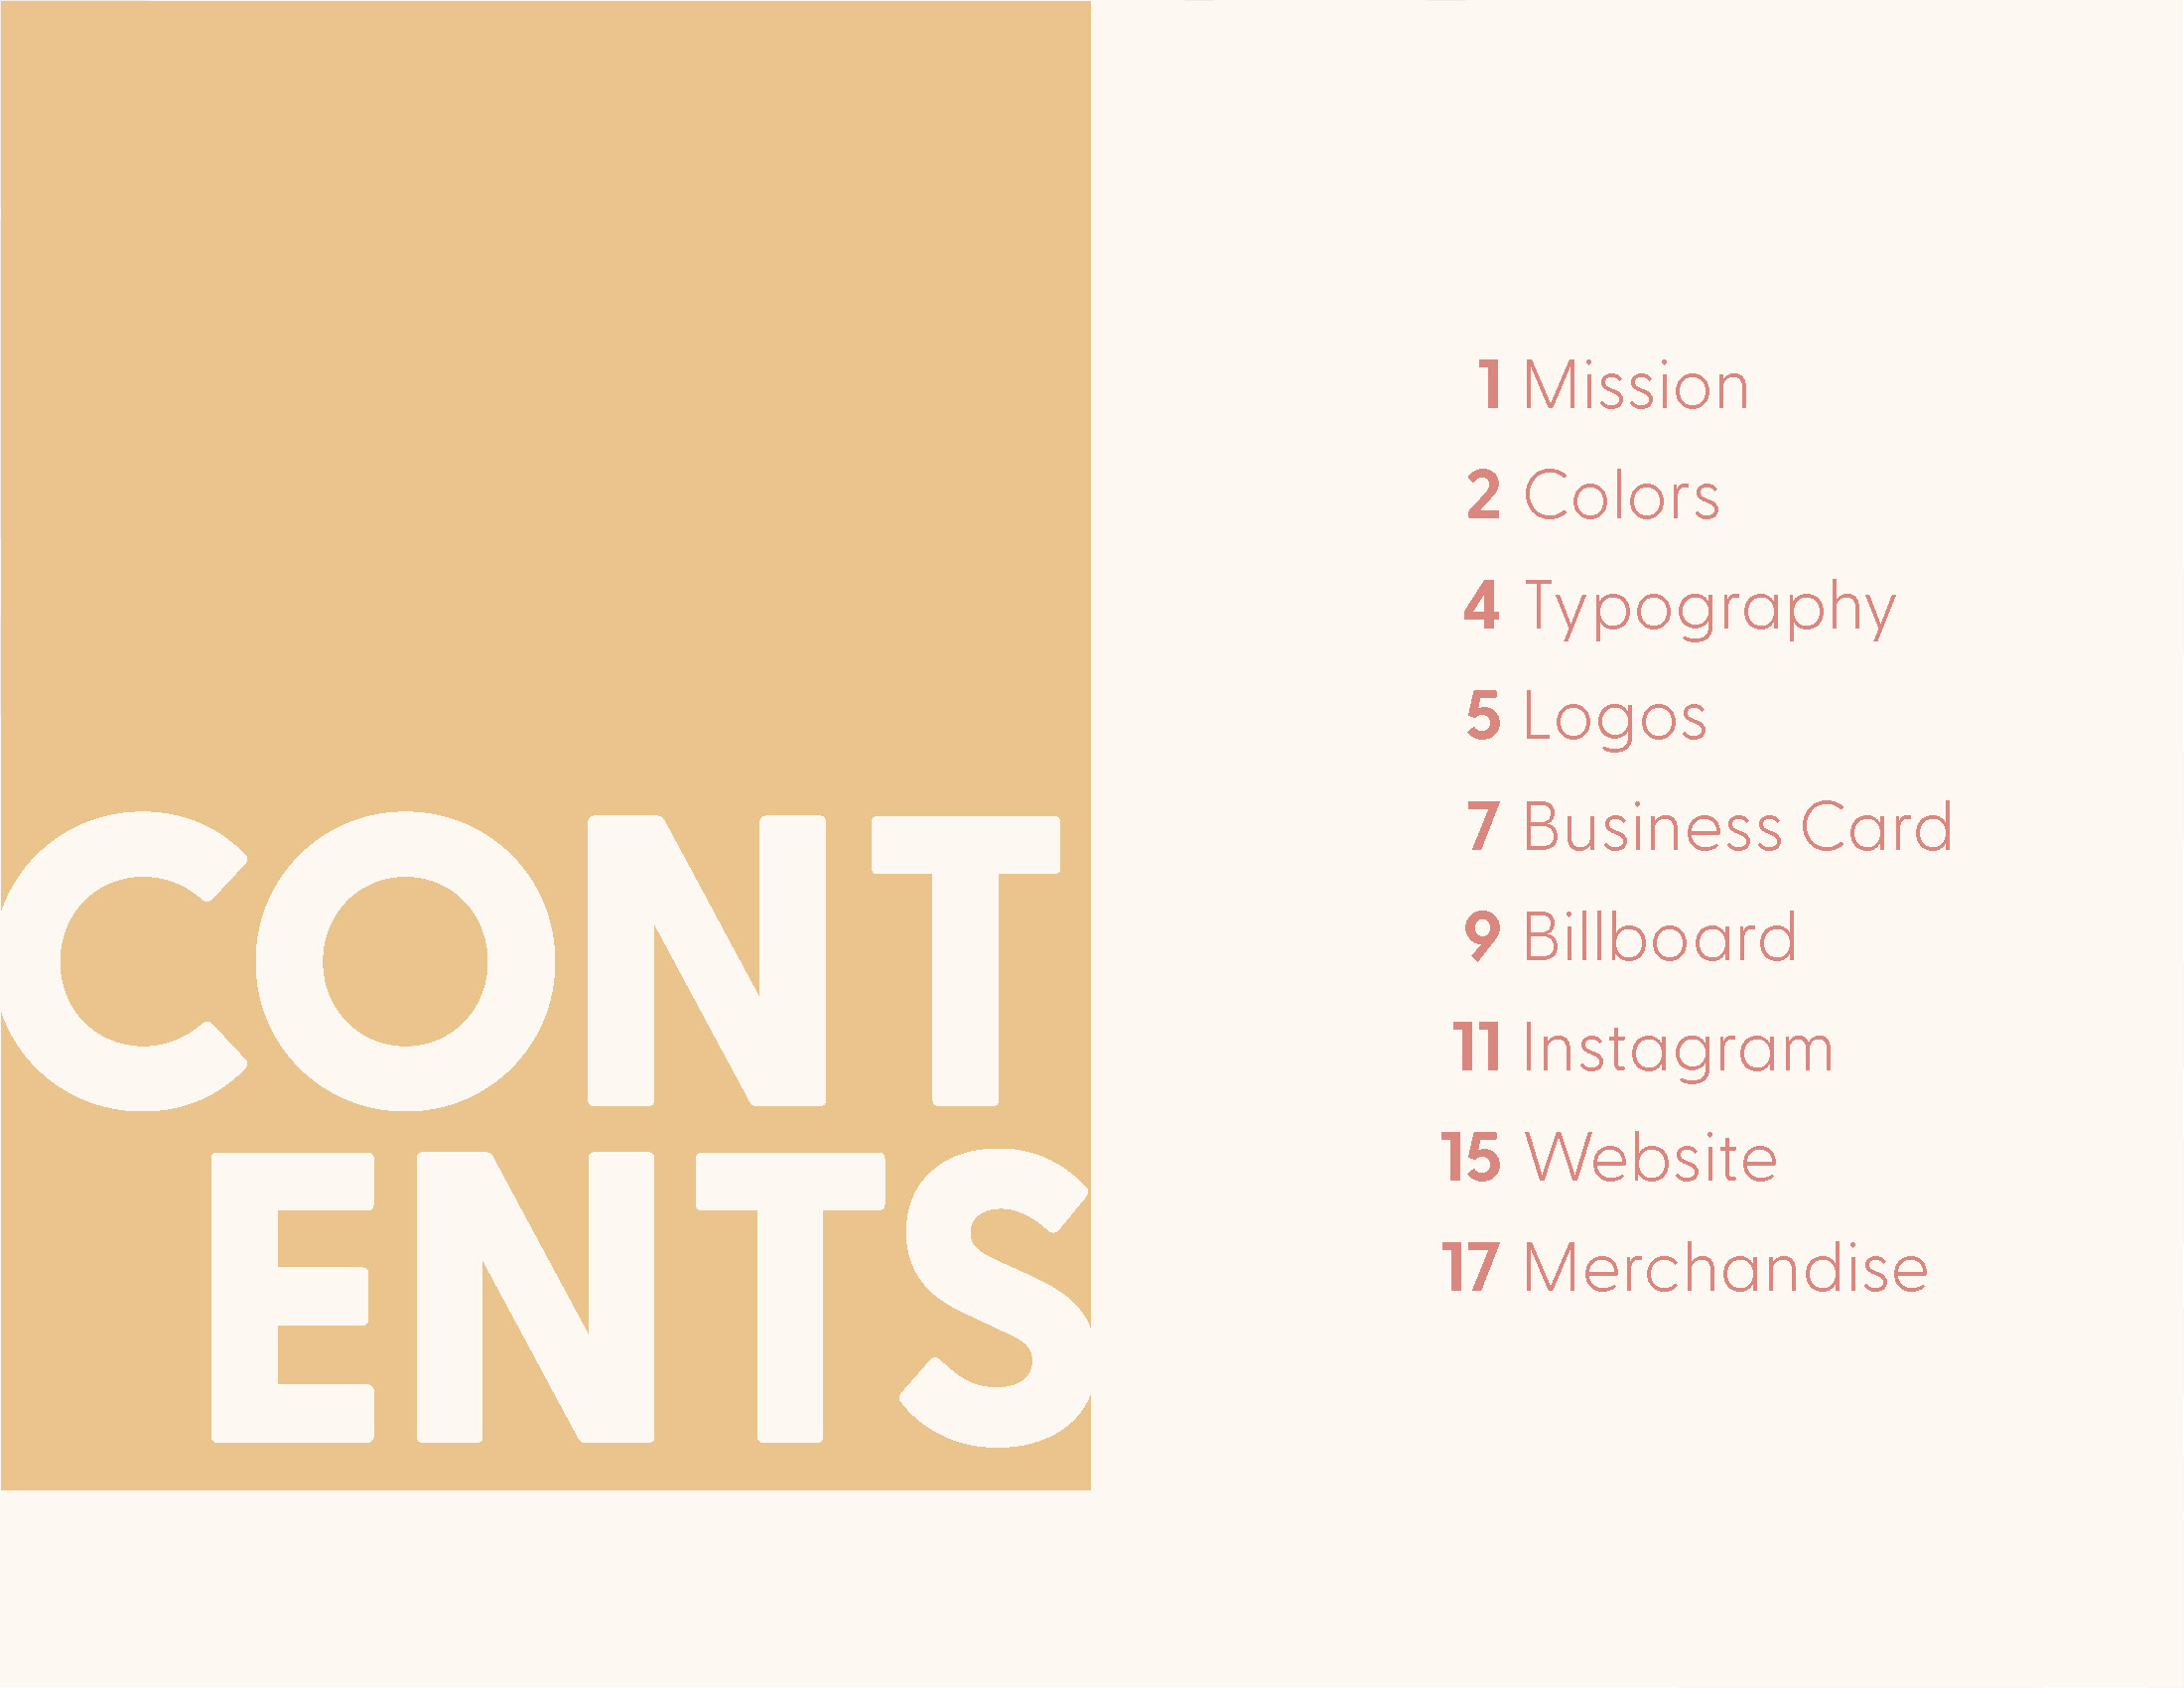 CONT
ENTS
1 Mission
2 Colors
4 Typography
5 Logos
7 Business Card
9 Billboard
11 Instagram
15 Website
17 Merchandise